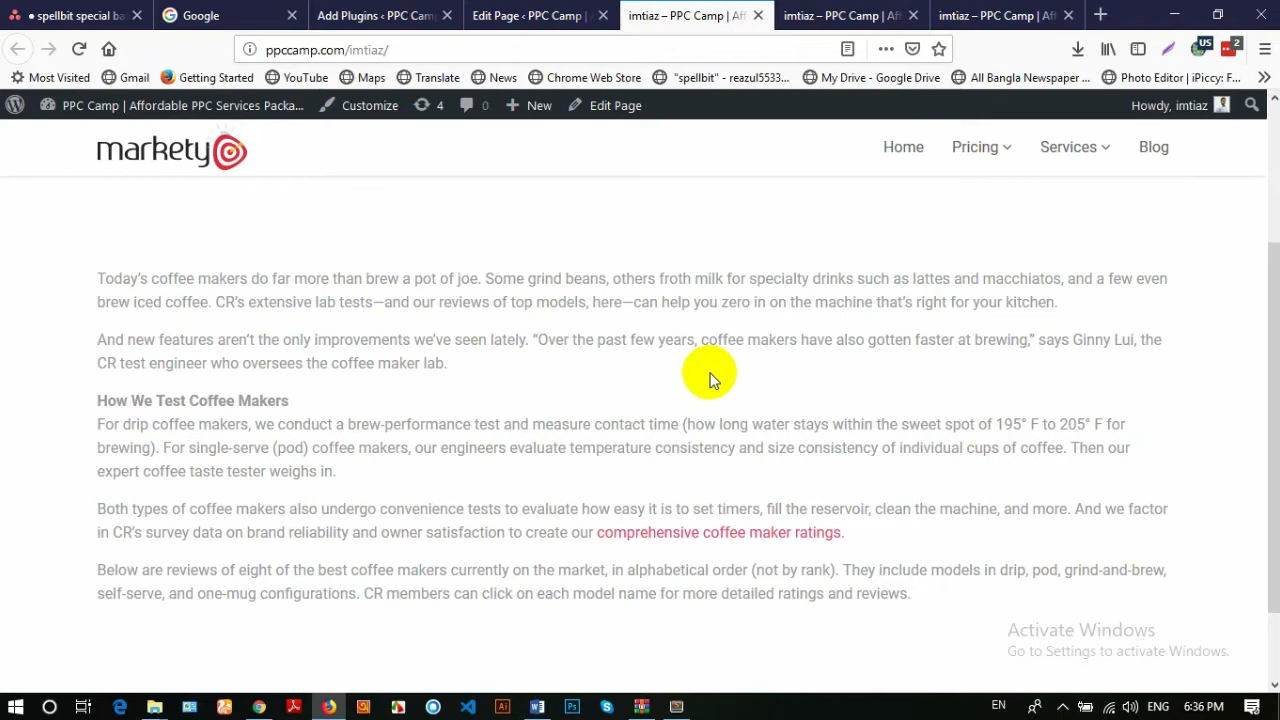 spellbit special ba
Google
Add Plugins ‹ PPC Cam
Edit Page ‹ PPC Camp |
imtiaz – PPC Camp | Aff
imtiaz – PPC Camp | Aff
imtiaz – PPC Camp | Aff
ppccamp.com/imtiaz/
US
2
Most Visited
Gmail
Getting Started
YouTube
Maps
Translate
News
Chrome Web Store
"spellbit" - reazul5533...
My Drive - Google Drive
All Bangla Newspaper ...
Photo Editor | iPiccy: F...
PPC Camp | Affordable PPC Services Packa...
Customize
4
0
New
Edit Page
Howdy, imtiaz
markety
Home
Pricing
Services
Blog
Today's coffee makers do far more than brew a pot of joe. Some grind beans, others froth milk for specialty drinks such as lattes and macchiatos, and a few even
brew iced coffee. CR's extensive lab tests—and our reviews of top models, here—can help you zero in on the machine that's right for your kitchen.
And new features aren't the only improvements we've seen lately. “Over the past few years, coffee makers have also gotten faster at brewing,” says Ginny Lui, the
CR test engineer who oversees the coffee maker lab.
How We Test Coffee Makers
For drip coffee makers, we conduct a brew-performance test and measure contact time (how long water stays within the sweet spot of 195° F to 205° F for
brewing). For single-serve (pod) coffee makers, our engineers evaluate temperature consistency and size consistency of individual cups of coffee. Then our
expert coffee taste tester weighs in.
Both types of coffee makers also undergo convenience tests to evaluate how easy it is to set timers, fill the reservoir, clean the machine, and more. And we factor
in CR's survey data on brand reliability and owner satisfaction to create our comprehensive coffee maker ratings.
Below are reviews of eight of the best coffee makers currently on the market, in alphabetical order (not by rank). They include models in drip, pod, grind-and-brew,
self-serve, and one-mug configurations. CR members can click on each model name for more detailed ratings and reviews.
Activate Windows
Go to Settings to activate Windows.
EN
ENG
6:36 PM